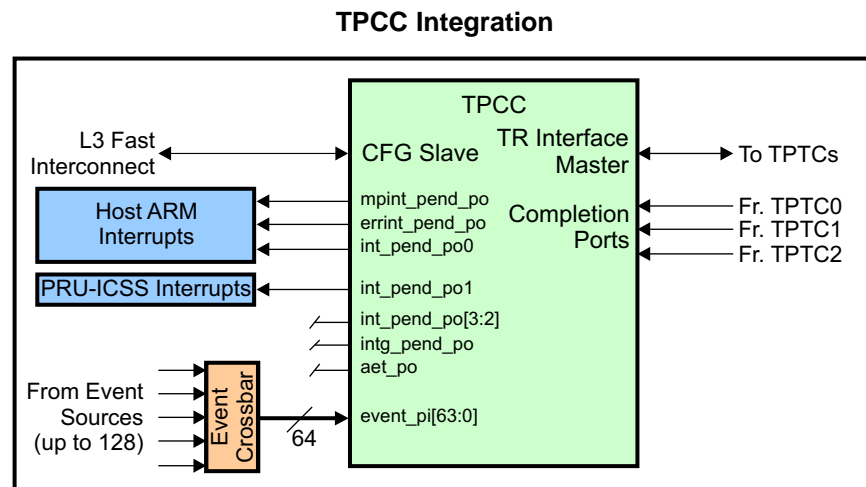 TPCC Integration
TPCC
L3 Fast
Interconnect
CFG Slave
TR Interface
Master
To TPTCs
Host ARM
Interrupts
mpint_pend_po
errint_pend_po
int_pend_po0
Completion
Ports
Fr. TPTC0
Fr. TPTC1
Fr. TPTC2
PRU-ICSS Interrupts
int_pend_po1
int_pend_po[3:2]
intg_pend_po
aet_po
From Event
Sources
(up to 128)
Event
Crossbar
64
event_pi[63:0]